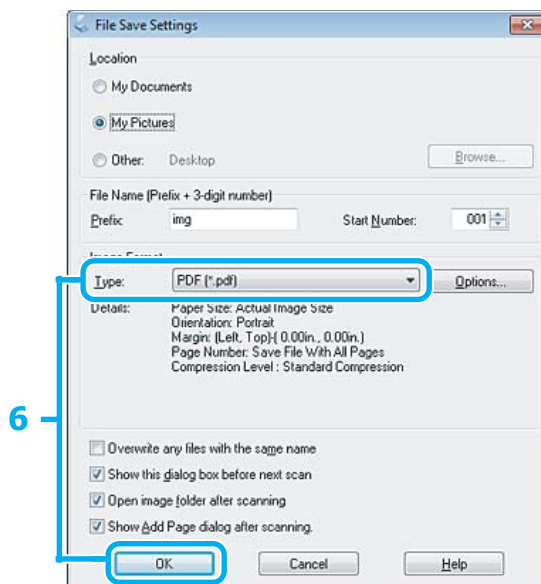 File Save Settings
Location
My Documents
My Pictures
Other: Desktop Browse...
File Name (Prefix + 3-digit number)
Prefix: img Start Number: 001
Image Format
Type: PDF (*.pdf) Options...
Details: Paper Size: Actual Image Size
Orientation: Portrait
Margin: (Left, Top)-( 0.00in., 0.00in.)
Page Number: Save File With All Pages
Compression Level : Standard Compression
6
Overwrite any files with the same name
Show this dialog box before next scan
Open image folder after scanning
Show Add Page dialog after scanning.
OK Cancel Help